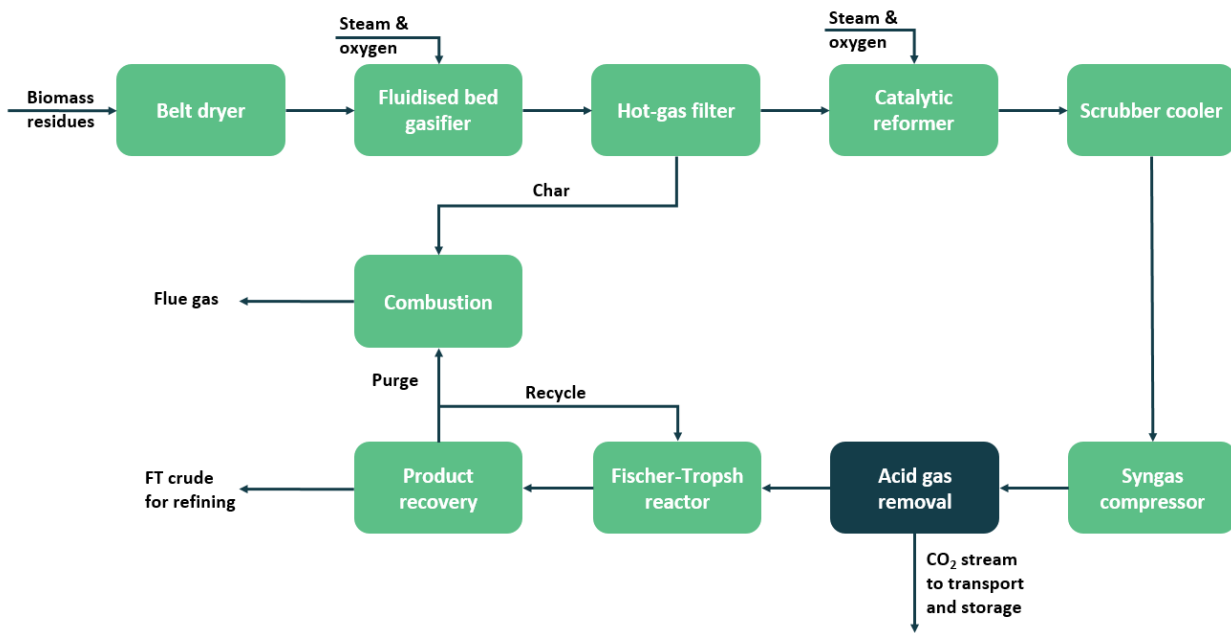 Steam &
oxygen
Steam &
oxygen
Biomass
residues
Belt dryer
Fluidised bed
gasifier
Hot-gas filter
Catalytic
reformer
Scrubber cooler
Char
Flue gas
Combustion
Purge
Recycle
FT crude
for refining
Product
recovery
Fischer-Tropsh
reactor
Acid gas
removal
Syngas
compressor
CO₂ stream
to transport
and storage